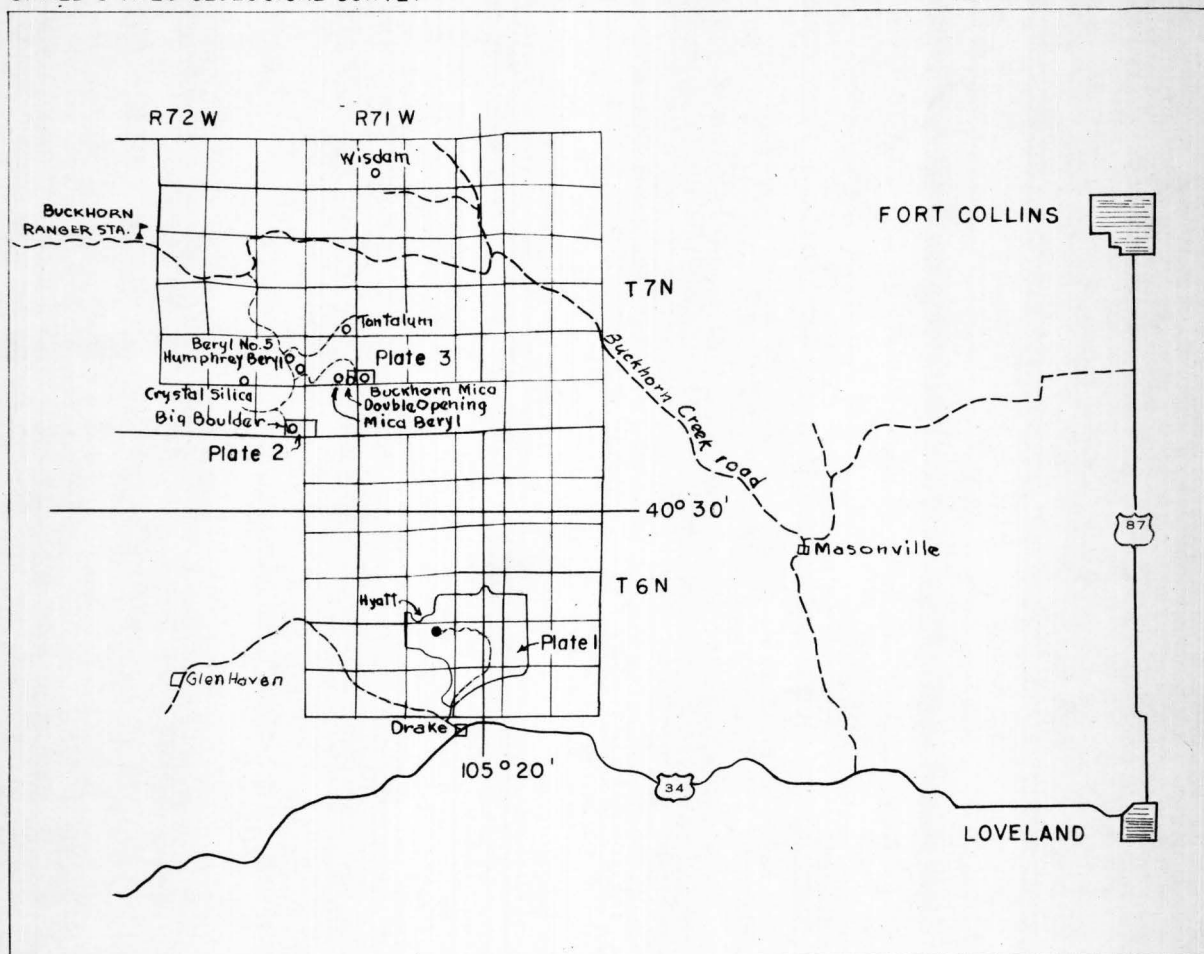 R72W
R71W
Wisdam
BUCKHORN
RANGER STA.
FORT COLLINS
T7N
Tantalum
Beryl No.5
Humphrey Beryl
Plate 3
Crystal Silica
Buckhorn Mica
Double Opening
Mica Beryl
Big Boulder
Plate 2
Buckhorn Creek road
40° 30'
87
Masonville
T6N
Hyatt
Plate 1
Glen Haven
Drake
105° 20'
34
LOVELAND